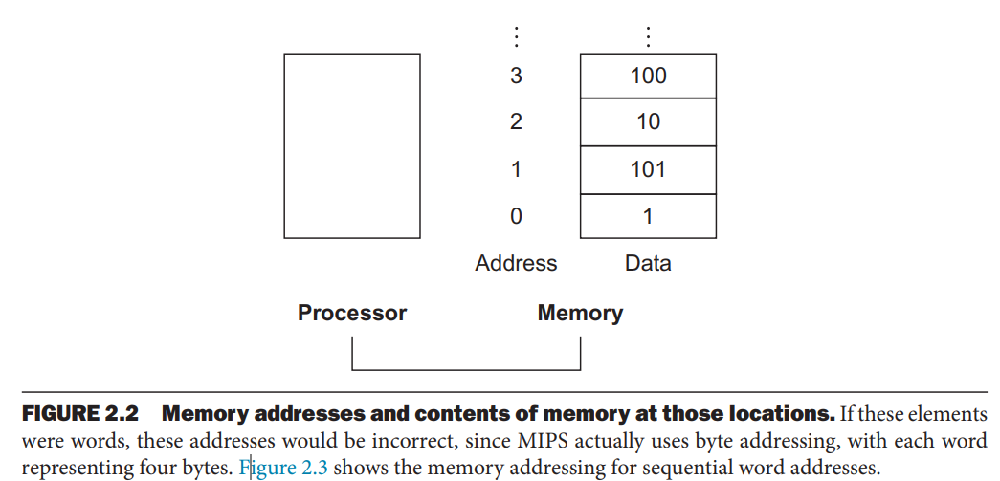 ⋮ ⋮
3 100
2 10
1 101
0 1
Address Data
Processor Memory
FIGURE 2.2 Memory addresses and contents of memory at those locations. If these elements
were words, these addresses would be incorrect, since MIPS actually uses byte addressing, with each word
representing four bytes. Figure 2.3 shows the memory addressing for sequential word addresses.